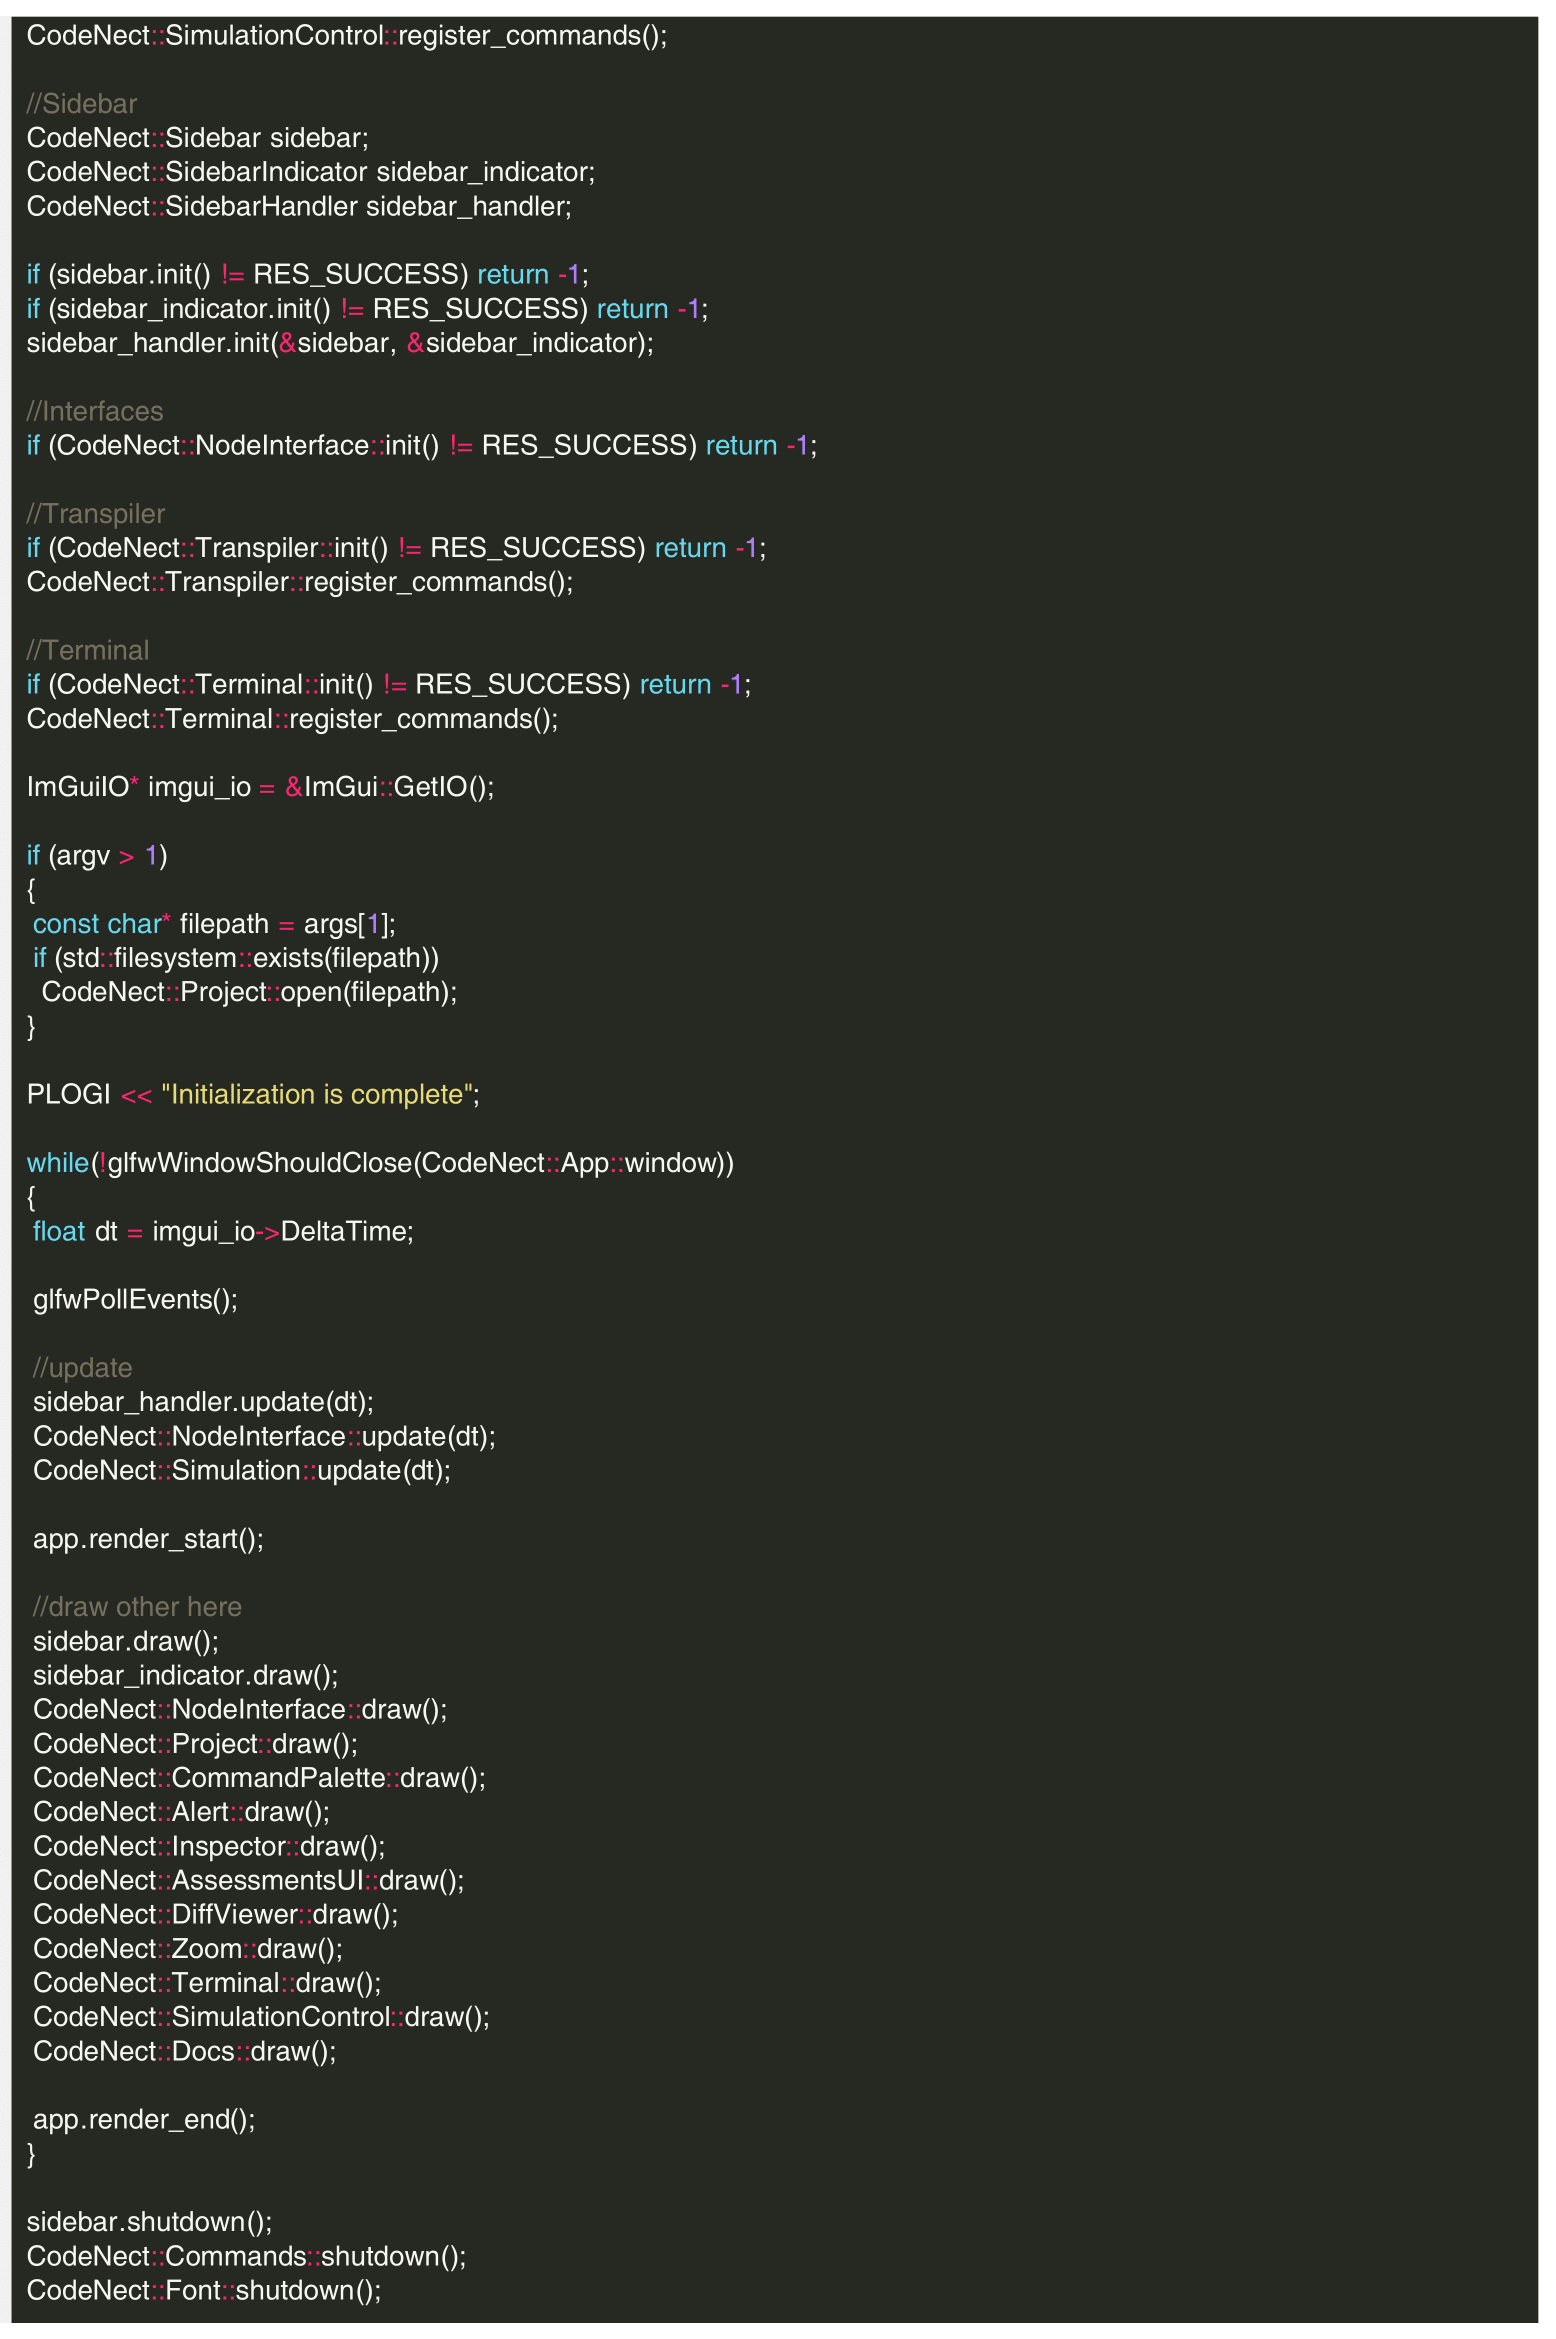 CodeNect::SimulationControl::register_commands();
//Sidebar
CodeNect::Sidebar sidebar;
CodeNect::SidebarIndicator sidebar_indicator;
CodeNect::SidebarHandler sidebar_handler;
if (sidebar.init() != RES_SUCCESS) return -1;
if (sidebar_indicator.init() != RES_SUCCESS) return -1;
sidebar_handler.init(&sidebar, &sidebar_indicator);
//Interfaces
if (CodeNect::NodeInterface::init() != RES_SUCCESS) return -1;
//Transpiler
if (CodeNect::Transpiler::init() != RES_SUCCESS) return -1;
CodeNect::Transpiler::register_commands();
//Terminal
if (CodeNect::Terminal::init() != RES_SUCCESS) return -1;
CodeNect::Terminal::register_commands();
ImGuiIO* imgui_io = &ImGui::GetIO();
if (argv > 1)
{
const char* filepath = args[1];
if (std::filesystem::exists(filepath))
CodeNect::Project::open(filepath);
}
PLOGI << "Initialization is complete";
while(!glfwWindowShouldClose(CodeNect::App::window))
{
float dt = imgui_io->DeltaTime;
glfwPollEvents();
//update
sidebar_handler.update(dt);
CodeNect::NodeInterface::update(dt);
CodeNect::Simulation::update(dt);
app.render_start();
//draw other here
sidebar.draw();
sidebar_indicator.draw();
CodeNect::NodeInterface::draw();
CodeNect::Project::draw();
CodeNect::CommandPalette::draw();
CodeNect::Alert::draw();
CodeNect::Inspector::draw();
CodeNect::AssessmentsUI::draw();
CodeNect::DiffViewer::draw();
CodeNect::Zoom::draw();
CodeNect::Terminal::draw();
CodeNect::SimulationControl::draw();
CodeNect::Docs::draw();
app.render_end();
}
sidebar.shutdown();
CodeNect::Commands::shutdown();
CodeNect::Font::shutdown();